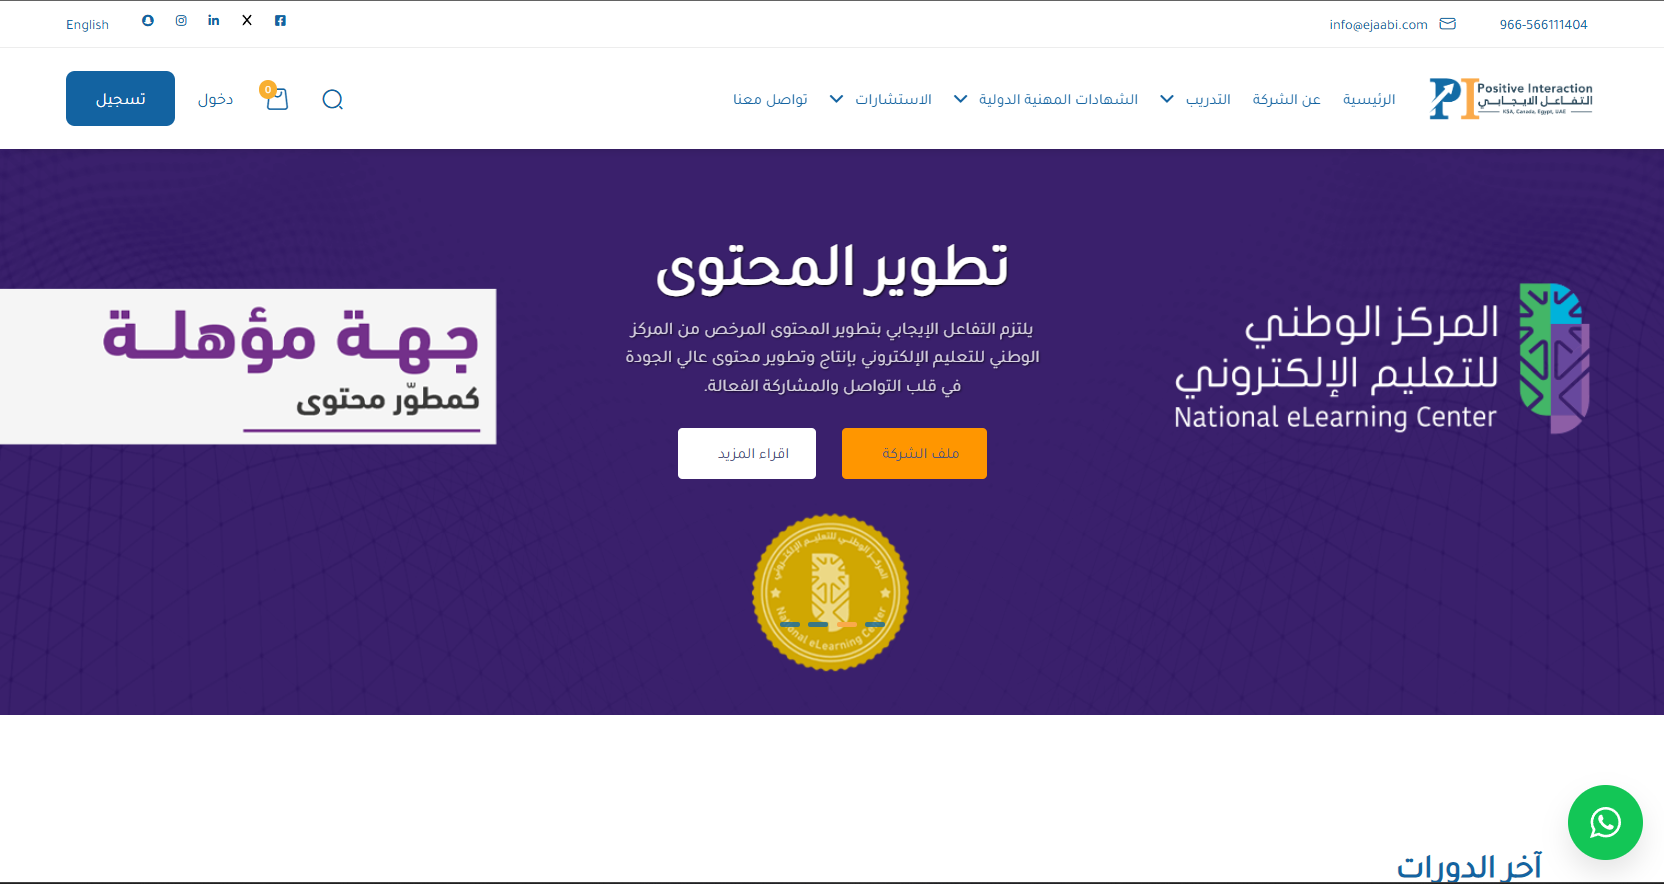 966-566111404
info@ejaabi.com
English
Positive Interaction
التفاعل الايجابي
KSA, Canada, Egypt, UAE
الرئيسية
عن الشركة
التدريب
الشهادات المهنية الدولية
الاستشارات
تواصل معنا
0
دخول
تسجيل
المركز الوطني
للتعليم الإلكتروني
National eLearning Center
تطوير المحتوى
يلتزم التفاعل الإيجابي بتطوير المحتوى المرخص من المركز
الوطني للتعليم الإلكتروني بإنتاج وتطوير محتوى عالي الجودة
في قلب التواصل والمشاركة الفعالة.
ملف الشركة
اقراء المزيد
جهة مؤهلة
كمطوّر محتوى
المركز الوطني للتعليم الإلكتروني
National eLearning Center
آخر الدورات